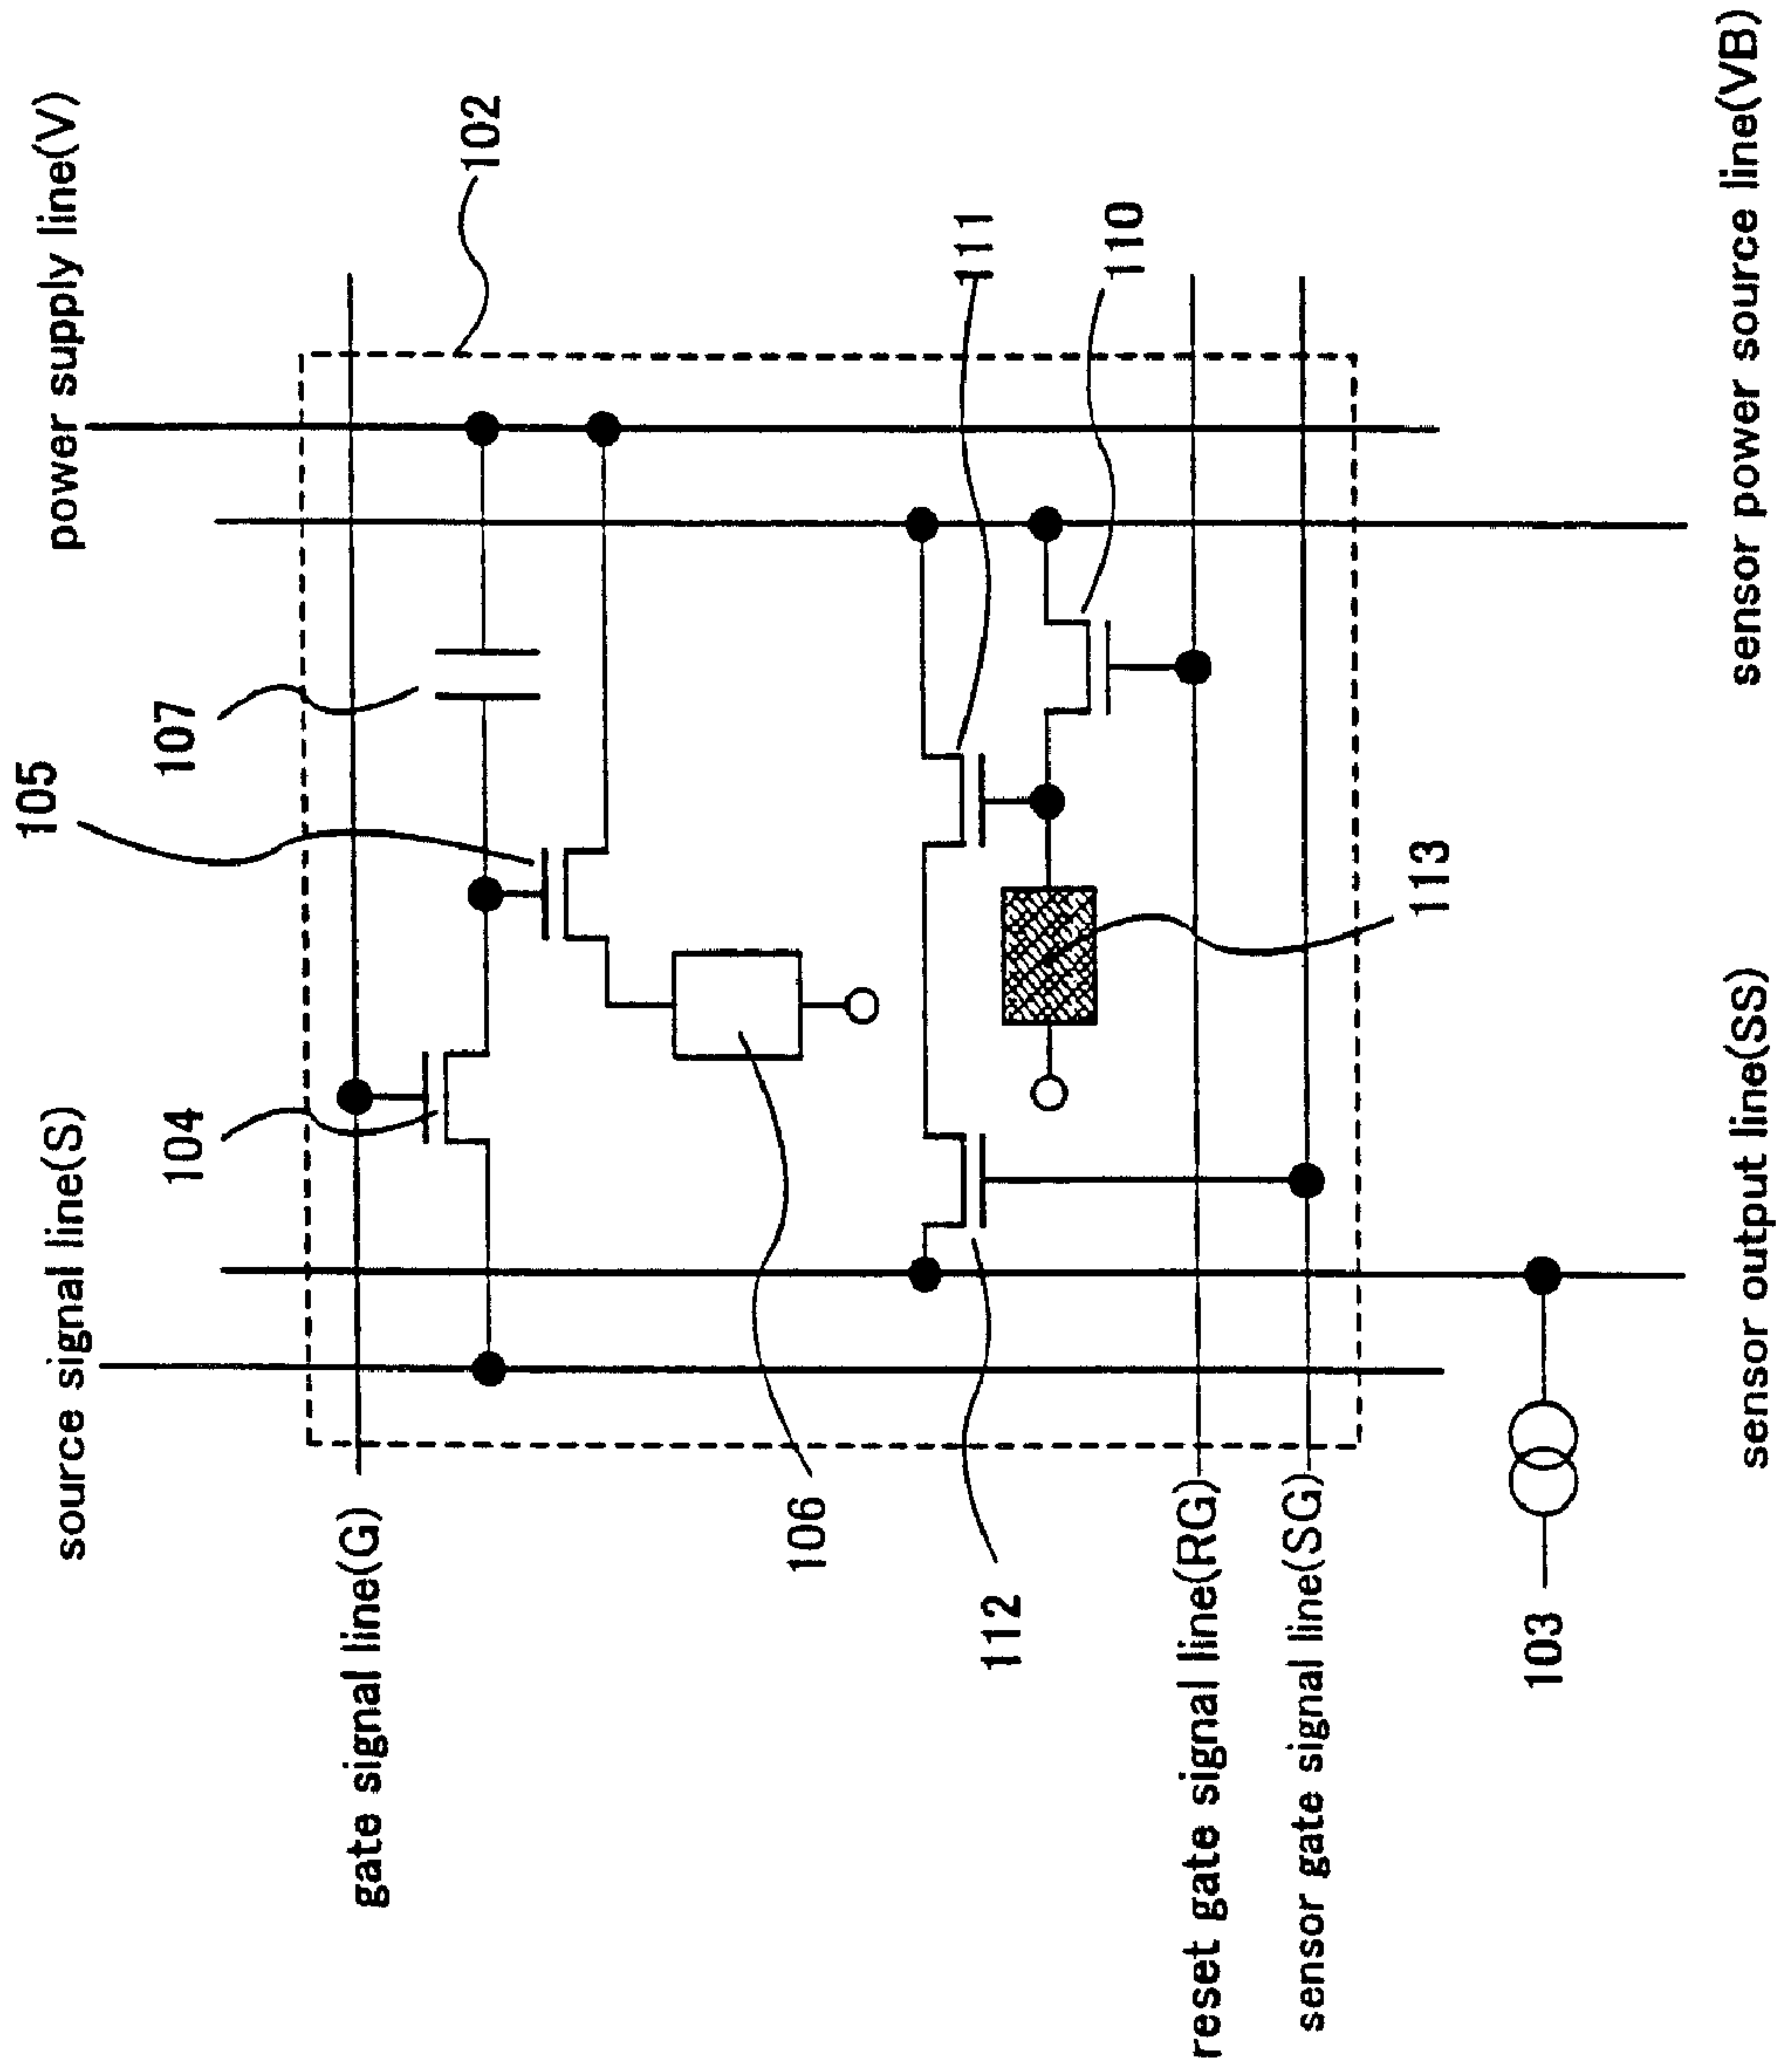 power supply line(V)
102
111
110
sensor power source line(VB)
105
107
113
source signal line(S)
104
sensor output line(SS)
gate signal line(G)
106
112
reset gate signal line(RG)
sensor gate signal line(SG)
103